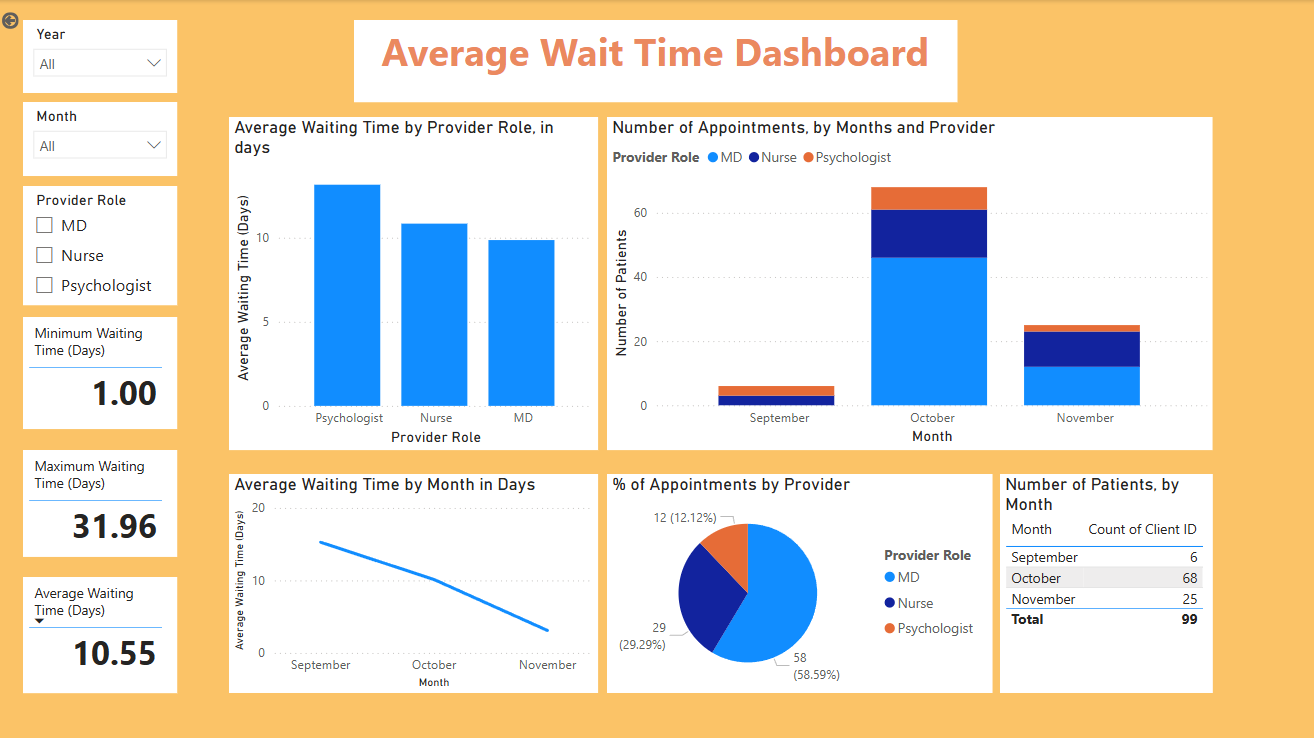 Average Wait Time Dashboard
Year
All
Month
All
Provider Role
MD
Nurse
Psychologist
Minimum Waiting
Time (Days)
1.00
Maximum Waiting
Time (Days)
31.96
Average Waiting
Time (Days)
10.55
Average Waiting Time by Provider Role, in
days
Average Waiting Time (Days)
10
5
0
Psychologist Nurse MD
Provider Role
Number of Appointments, by Months and Provider
Provider Role MD Nurse Psychologist
Number of Patients
60
40
20
0
September October November
Month
Average Waiting Time by Month in Days
Average Waiting Time (Days)
20
10
0
September October November
Month
% of Appointments by Provider
12 (12.12%)
29
(29.29%)
58
(58.59%)
Provider Role
MD
Nurse
Psychologist
Number of Patients, by
Month
Month Count of Client ID
September 6
October 68
November 25
Total 99